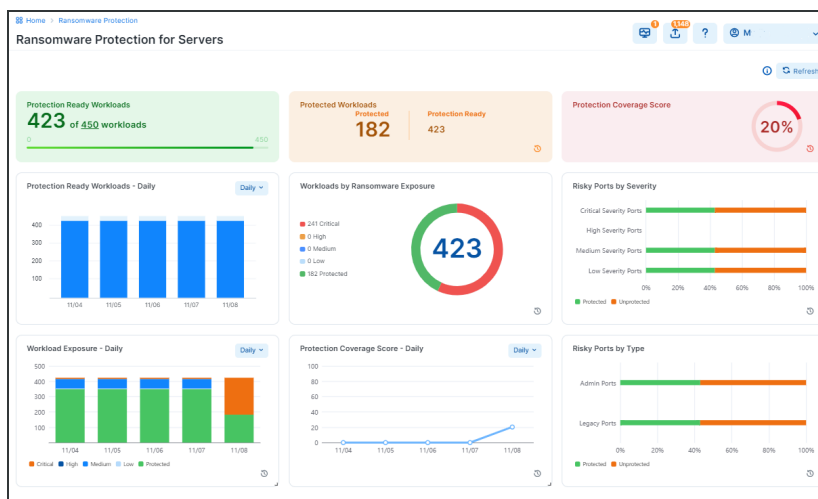 Home > Ransomware Protection
Ransomware Protection for Servers
1
1,148
?
M
Refresh
Protection Ready Workloads
423 of 450 workloads
0 450
Protected Workloads
Protected Protection Ready
182 423
Protection Coverage Score
20%
Protection Ready Workloads - Daily
Daily
400
300
200
100
11/04 11/05 11/06 11/07 11/08
Workloads by Ransomware Exposure
241 Critical
0 High
0 Medium
0 Low
182 Protected
423
Risky Ports by Severity
Critical Severity Ports
High Severity Ports
Medium Severity Ports
Low Severity Ports
0% 20% 40% 60% 80% 100%
Protected Unprotected
Workload Exposure - Daily
Daily
500
400
300
200
100
11/04 11/05 11/06 11/07 11/08
Critical High Medium Low Protected
Protection Coverage Score - Daily
Daily
100
80
60
40
20
0
11/04 11/05 11/06 11/07 11/08
Risky Ports by Type
Admin Ports
Legacy Ports
0% 20% 40% 60% 80% 100%
Protected Unprotected